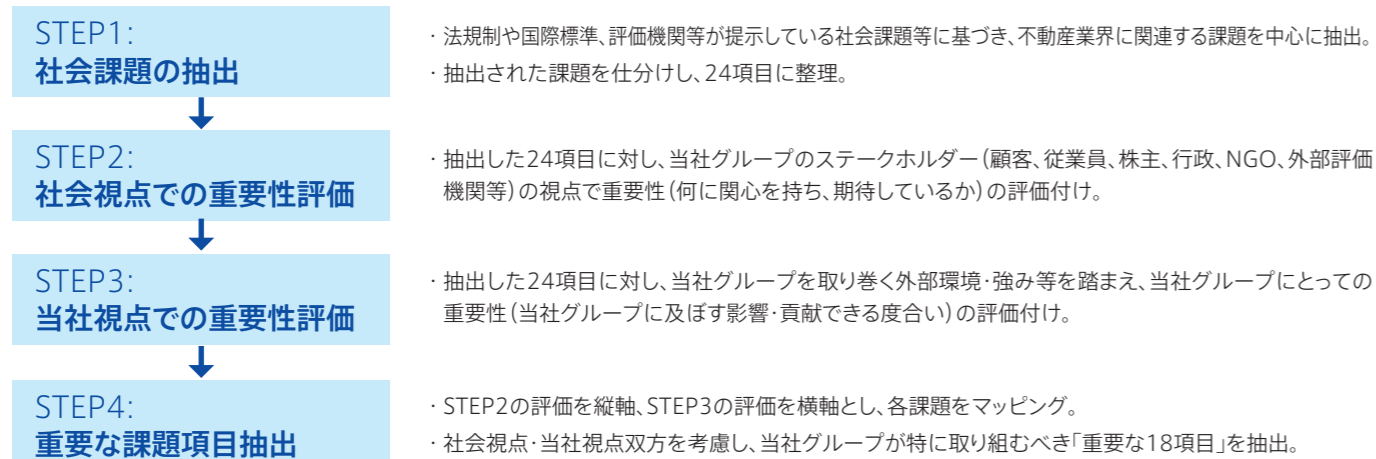 STEP1:
社会課題の抽出
・法規制や国際標準、評価機関等が提示している社会課題等に基づき、不動産業界に関連する課題を中心に抽出。
・抽出された課題を仕分けし、24項目に整理。
STEP2:
社会視点での重要性評価
・抽出した24項目に対し、当社グループのステークホルダー(顧客、従業員、株主、行政、NGO、外部評価
機関等)の視点で重要性(何に関心を持ち、期待しているか)の評価付け。
STEP3:
当社視点での重要性評価
・抽出した24項目に対し、当社グループを取り巻く外部環境・強み等を踏まえ、当社グループにとっての
重要性(当社グループに及ぼす影響・貢献できる度合い)の評価付け。
STEP4:
重要な課題項目抽出
・STEP2の評価を縦軸、STEP3の評価を横軸とし、各課題をマッピング。
・社会視点・当社視点双方を考慮し、当社グループが特に取り組むべき「重要な18項目」を抽出。